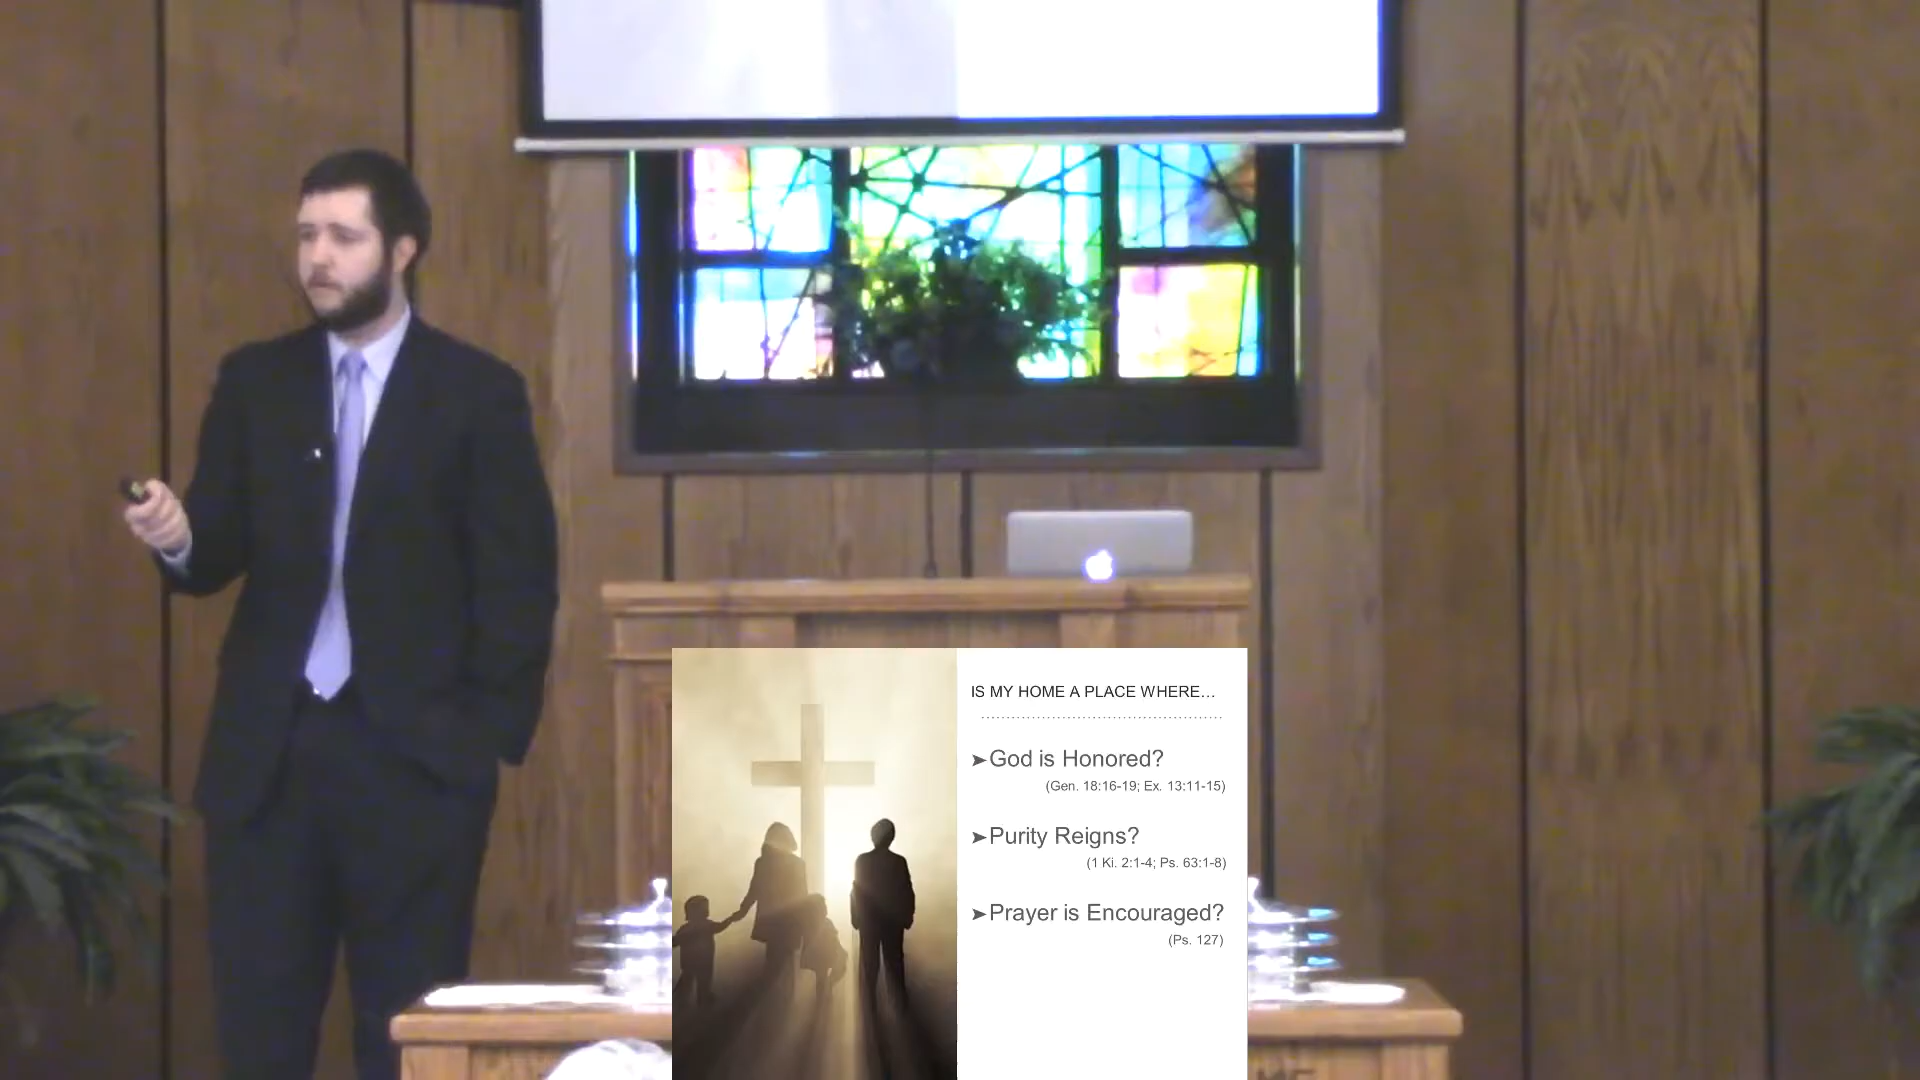 IS MY HOME A PLACE WHERE…
➢God is Honored?
(Gen. 18:16-19; Ex. 13:11-15)
➢Purity Reigns?
(1 Ki. 2:1-4; Ps. 63:1-8)
➢Prayer is Encouraged?
(Ps. 127)